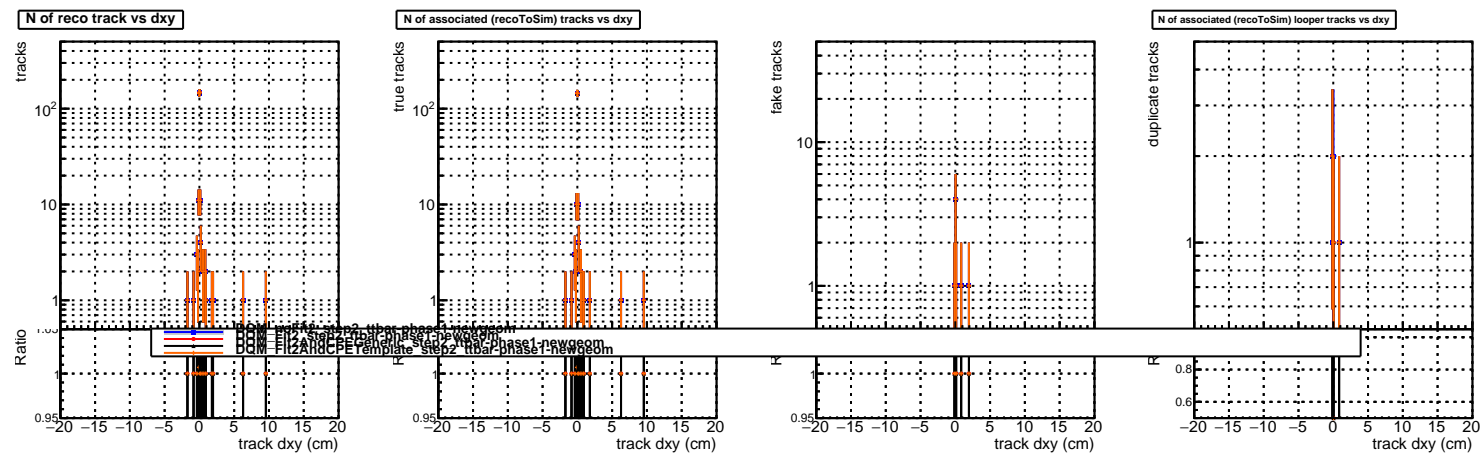 N of reco track vs dxy
N of associated (recoToSim) tracks vs dxy
N of associated (recoToSim) looper tracks vs dxy
tracks
10²
10
1
Ratio
1
0.95
−20 −15 −10 −5 0 5 10 15 20
track dxy (cm)
true tracks
10²
10
1
1
0.95
−20 −15 −10 −5 0 5 10 15 20
track dxy (cm)
fake tracks
10
1
1
0.95
−20 −15 −10 −5 0 5 10 15 20
track dxy (cm)
duplicate tracks
1
0.8
0.6
−20 −15 −10 −5 0 5 10 15 20
track dxy (cm)
DQM_Fit2AndCPEGeneric_step2_ttbar-phase1-newgeom
DQM_Fit2AndCPETemplate_step2_ttbar-phase1-newgeom